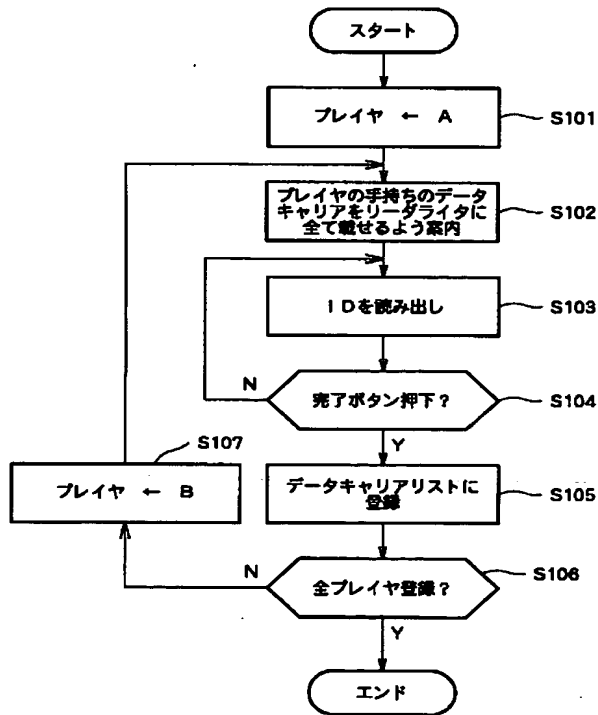 スタート
プレイヤ ← A
S101
プレイヤの手持ちのデータ
キャリアをリーダライタに
全て載せるよう案内
S102
IDを読み出し
S103
N
完了ボタン押下?
S104
Y
S107
プレイヤ ← B
データキャリアリストに
登録
S105
N
全プレイヤ登録?
S106
Y
エンド